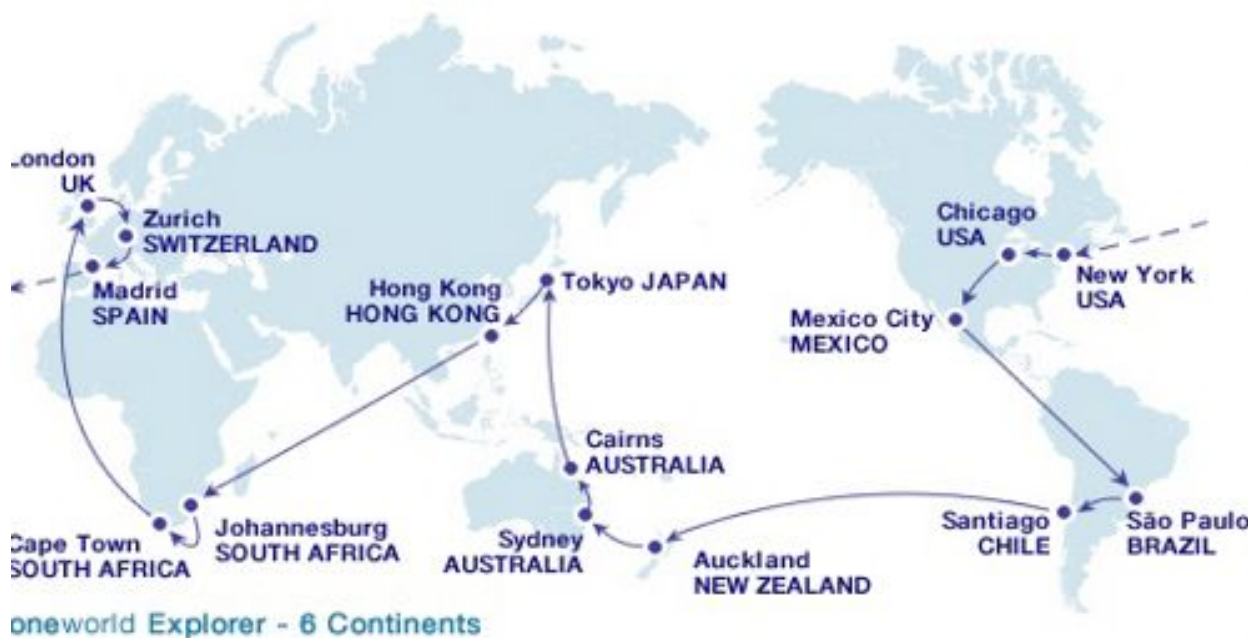 London
UK
Zurich
SWITZERLAND
Madrid
SPAIN
Hong Kong
HONG KONG
Tokyo JAPAN
Chicago
USA
New York
USA
Mexico City
MEXICO
Cairns
AUSTRALIA
Cape Town
SOUTH AFRICA
Johannesburg
SOUTH AFRICA
Sydney
AUSTRALIA
Auckland
NEW ZEALAND
Santiago
CHILE
São Paulo
BRAZIL
oneworld Explorer - 6 Continents